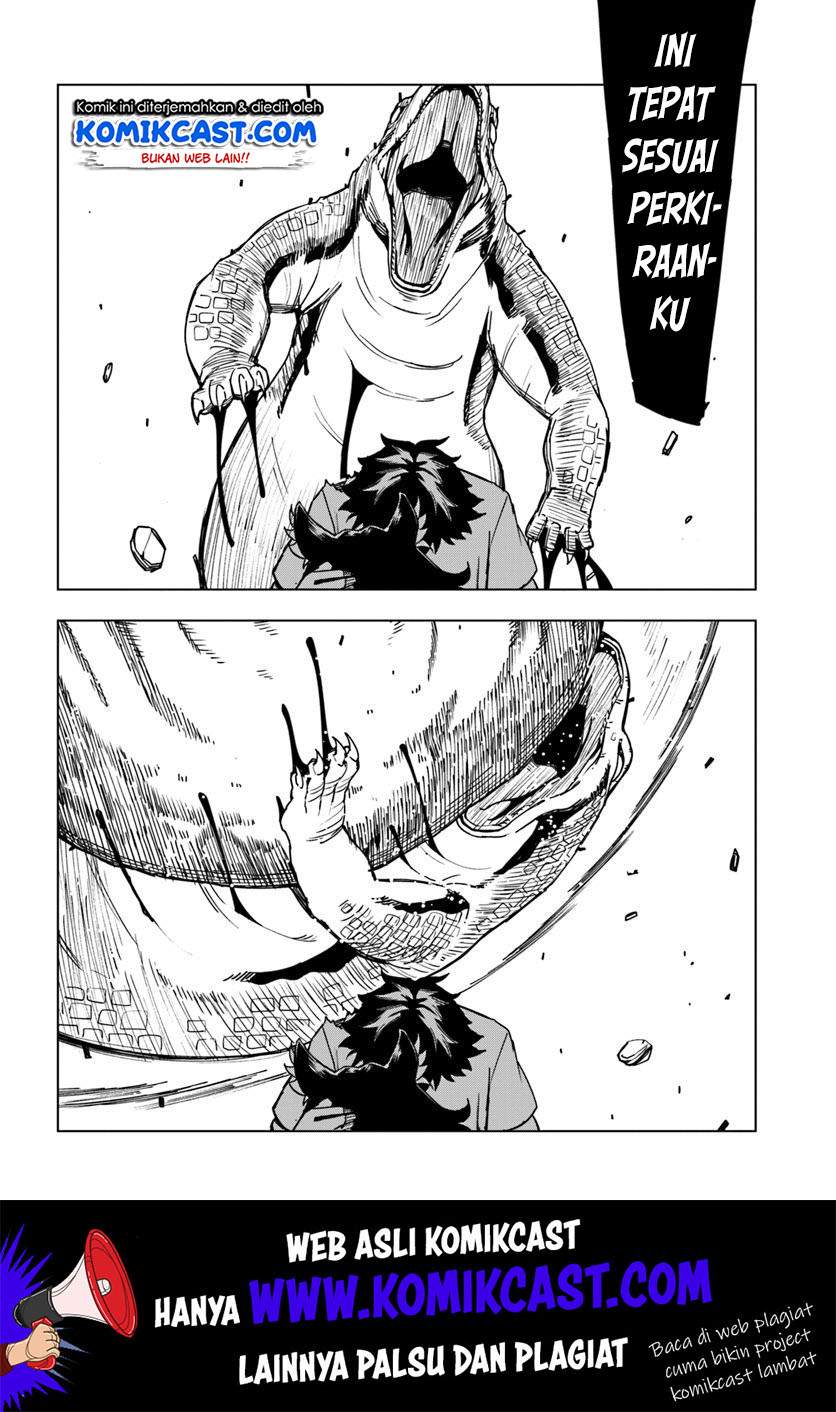 Komik ini diterjemahkan & diedit oleh
KOMIKCAST.COM
BUKAN WEB LAIN!!
INI
TEPAT
SESUAI
PERKI-
RAAN-
KU
WEB ASLI KOMIKCAST
HANYA WWW.KOMIKCAST.COM
LAINNYA PALSU DAN PLAGIAT
Baca di web plagiat
cuma bikin project
komikcast lambat